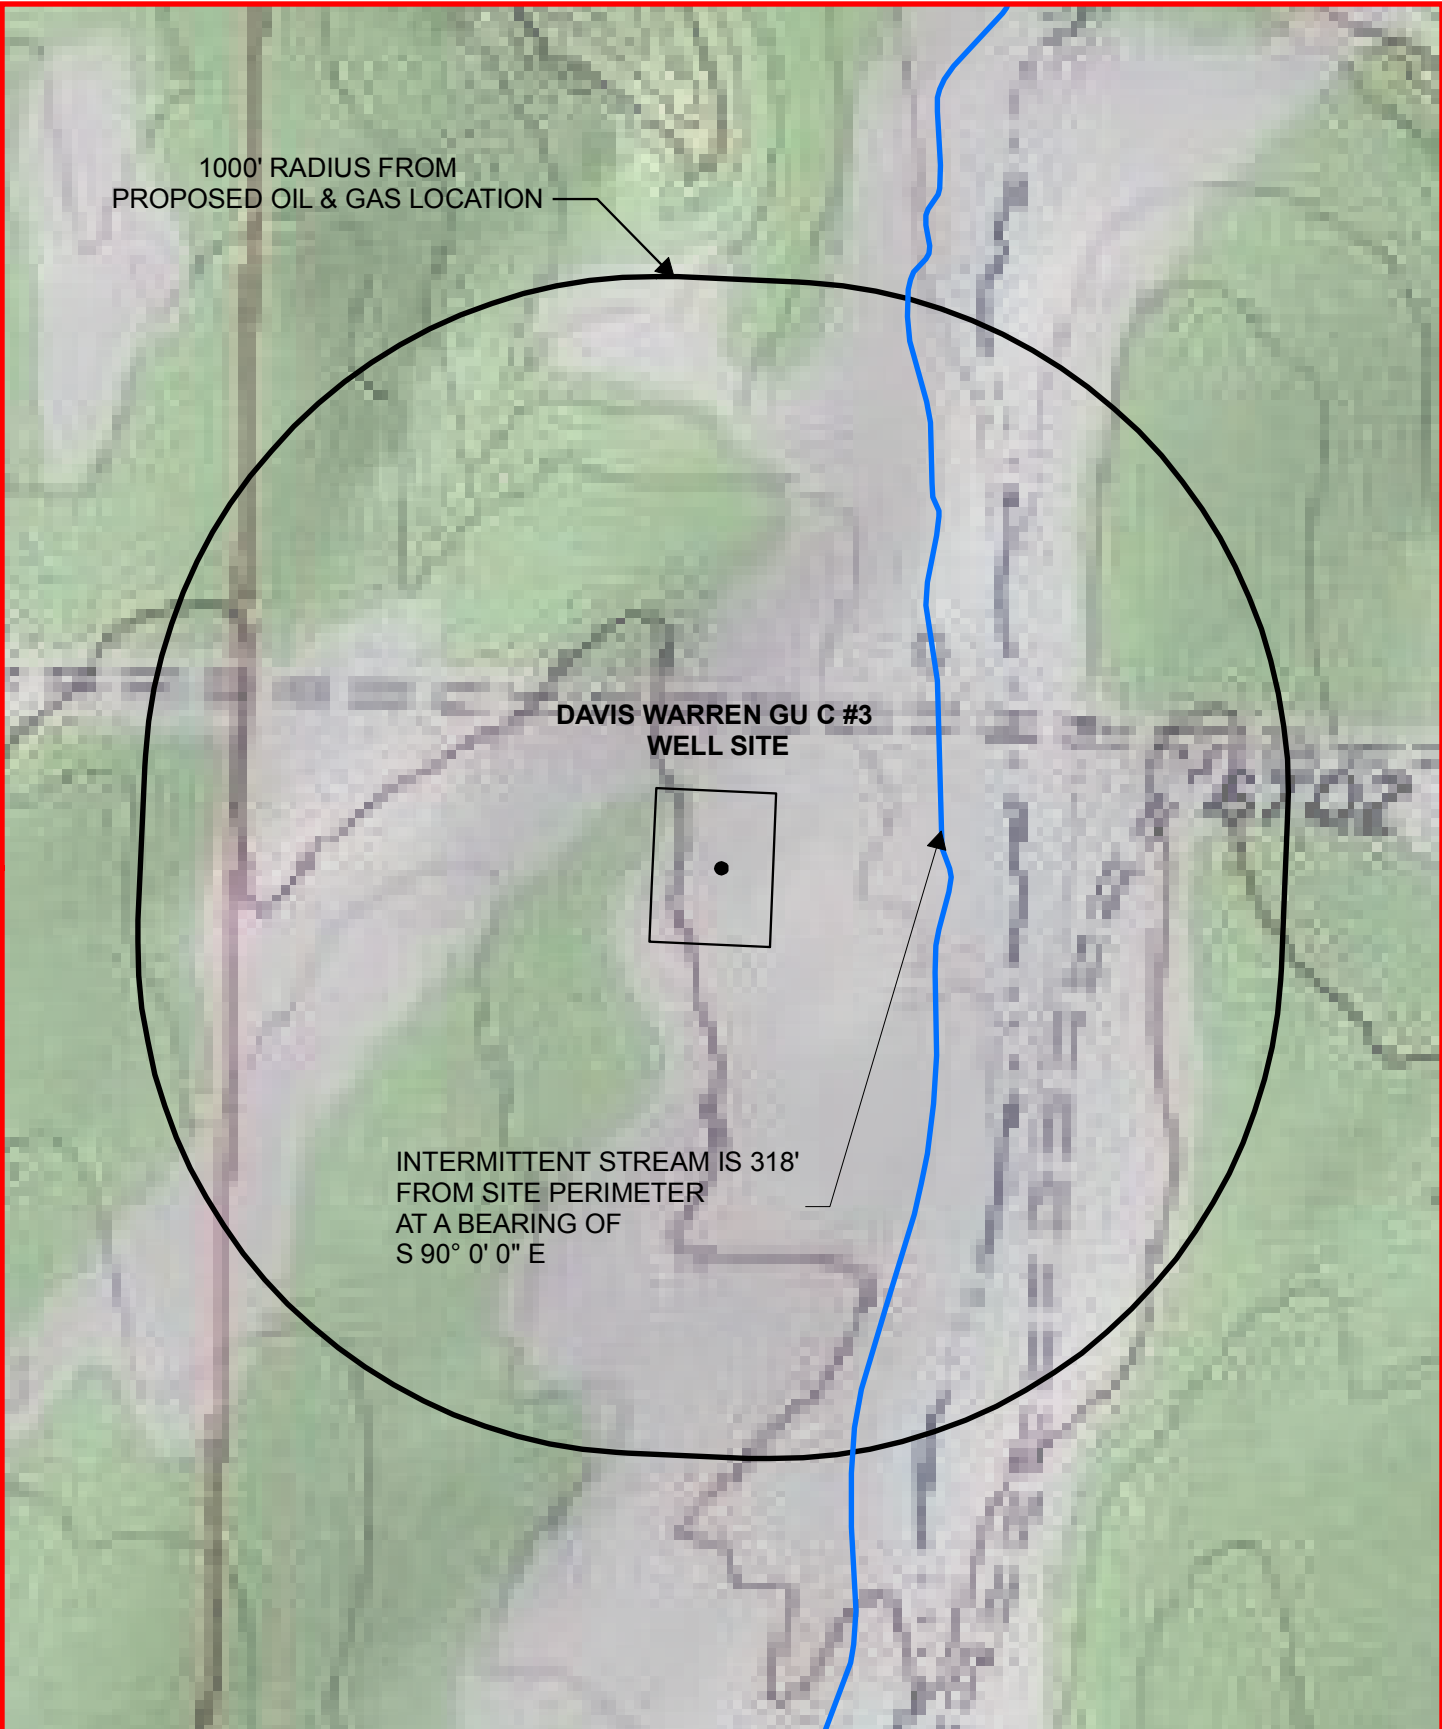 1000' RADIUS FROM
PROPOSED OIL & GAS LOCATION
DAVIS WARREN GU C #3
WELL SITE
INTERMITTENT STREAM IS 318'
FROM SITE PERIMETER
AT A BEARING OF
S 90° 0' 0" E